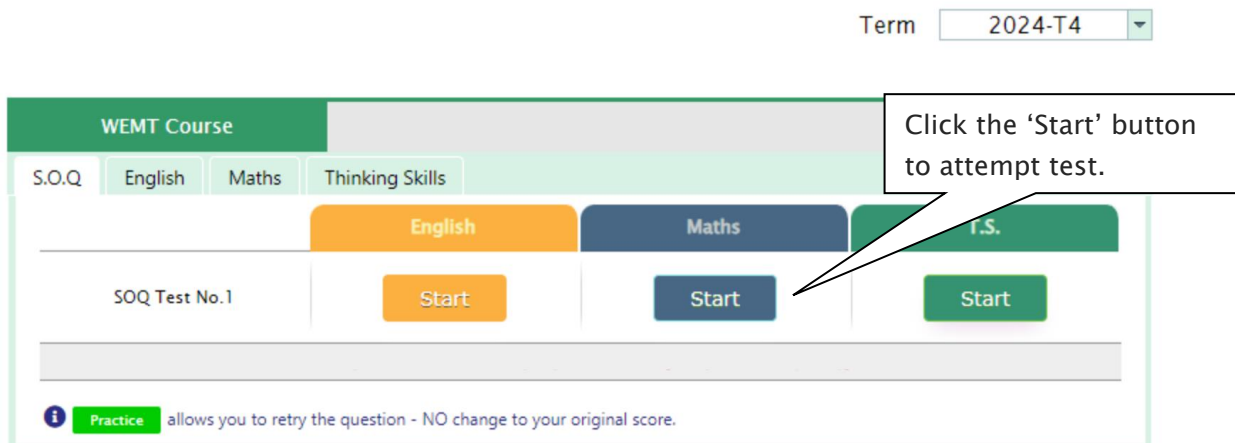 Term 2024-T4
WEMT Course
Click the ‘Start’ button
to attempt test.
S.O.Q English Maths Thinking Skills
English Maths T.S.
SOQ Test No.1 Start Start Start
Practice allows you to retry the question - NO change to your original score.